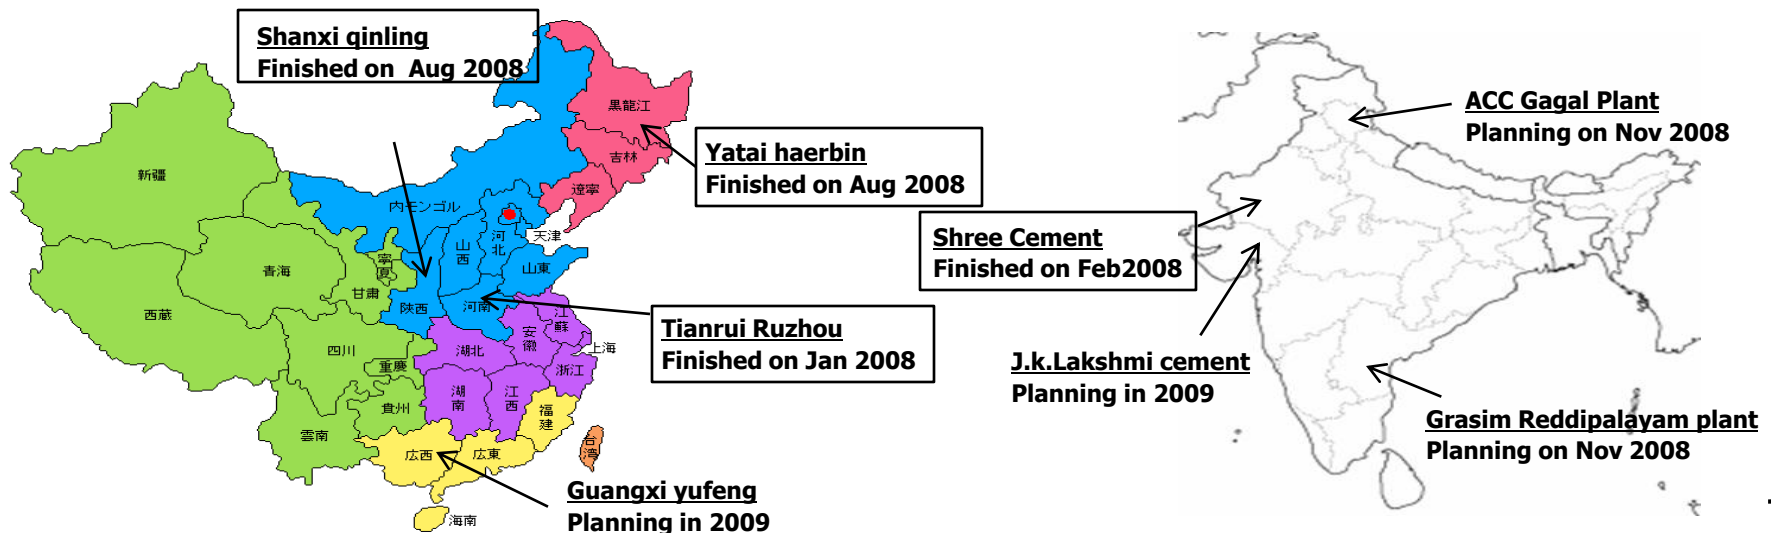 Shanxi qinling
Finished on Aug 2008
Yatai haerbin
Finished on Aug 2008
Tianrui Ruzhou
Finished on Jan 2008
Guangxi yufeng
Planning in 2009
黒龍江
吉林
遼寧
内モンゴル
新疆
青海
西蔵
甘粛
寧夏
陝西
山西
河北
天津
山東
河南
江蘇
安徽
上海
浙江
湖北
湖南
江西
福建
四川
重慶
貴州
雲南
広西
広東
海南
台湾
ACC Gagal Plant
Planning on Nov 2008
Shree Cement
Finished on Feb2008
J.k.Lakshmi cement
Planning in 2009
Grasim Reddipalayam plant
Planning on Nov 2008